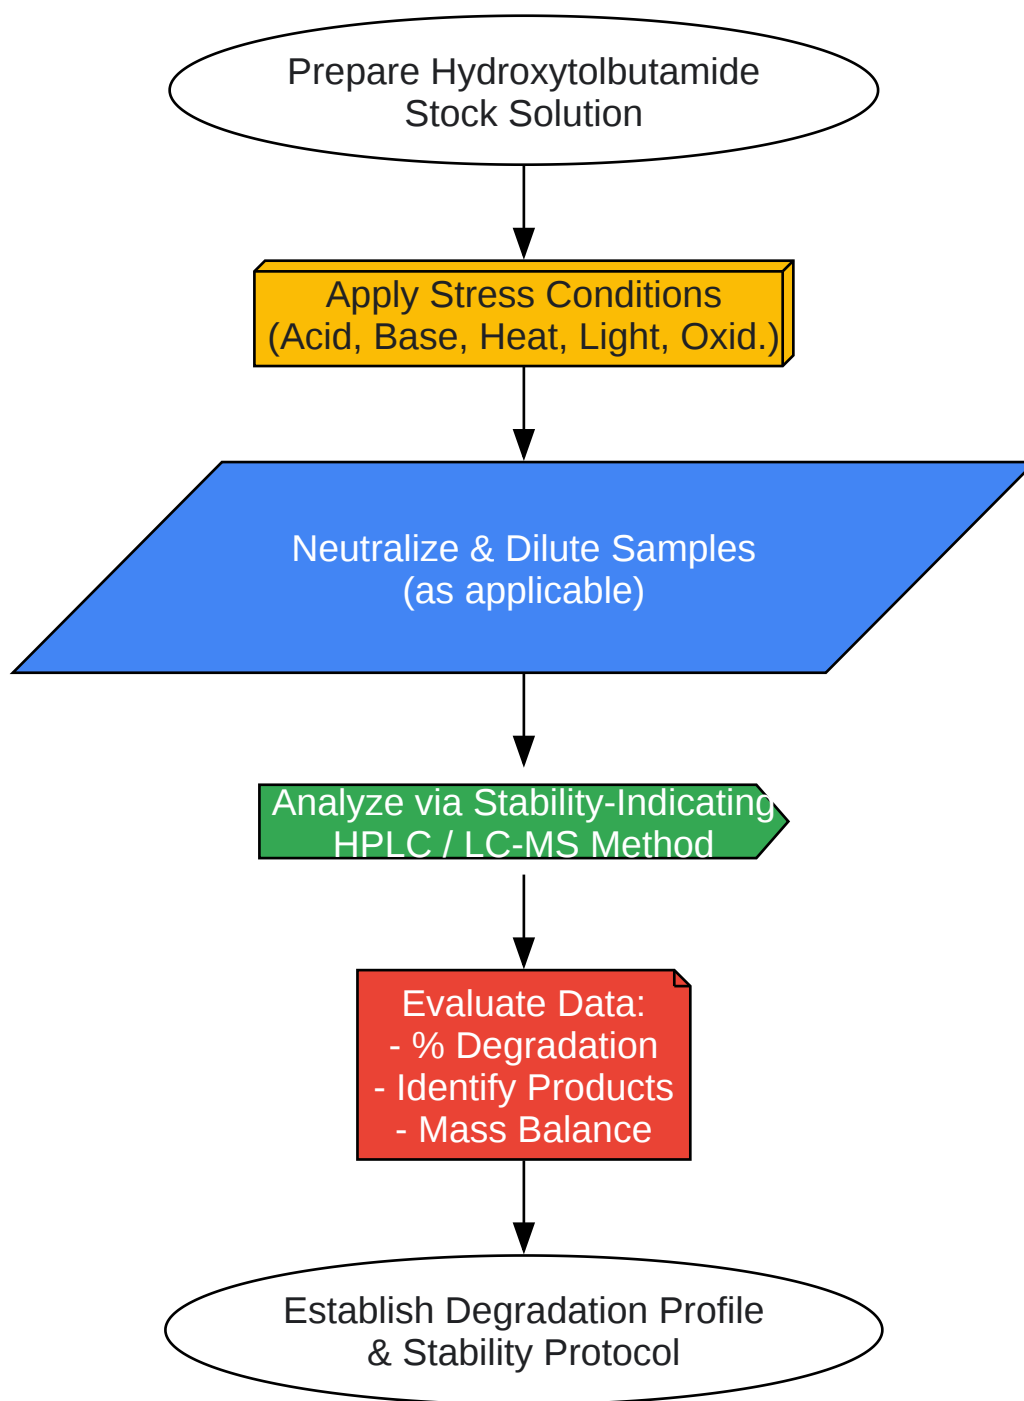 Prepare Hydroxytolbutamide
Stock Solution
Apply Stress Conditions
(Acid, Base, Heat, Light, Oxid.)
Neutralize & Dilute Samples
(as applicable)
Analyze via Stability-Indicating
HPLC / LC-MS Method
Evaluate Data:
- % Degradation
- Identify Products
- Mass Balance
Establish Degradation Profile
& Stability Protocol